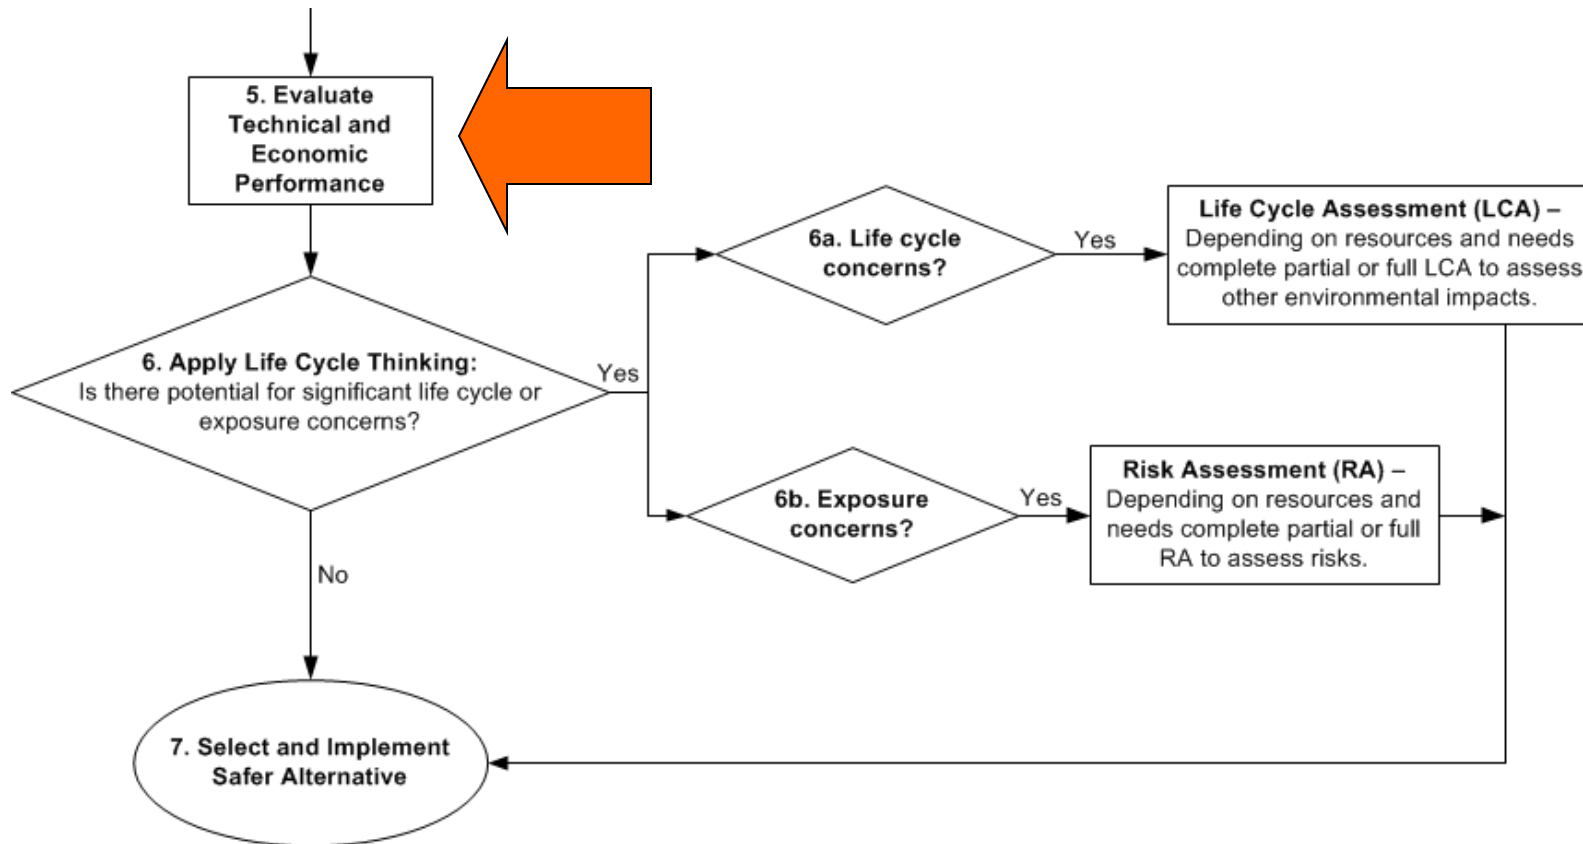 5. Evaluate
Technical and
Economic
Performance
6. Apply Life Cycle Thinking:
Is there potential for significant life cycle or
exposure concerns?
Yes
No
6a. Life cycle
concerns?
Yes
Life Cycle Assessment (LCA) –
Depending on resources and needs
complete partial or full LCA to assess
other environmental impacts.
6b. Exposure
concerns?
Yes
Risk Assessment (RA) –
Depending on resources and
needs complete partial or full
RA to assess risks.
7. Select and Implement
Safer Alternative